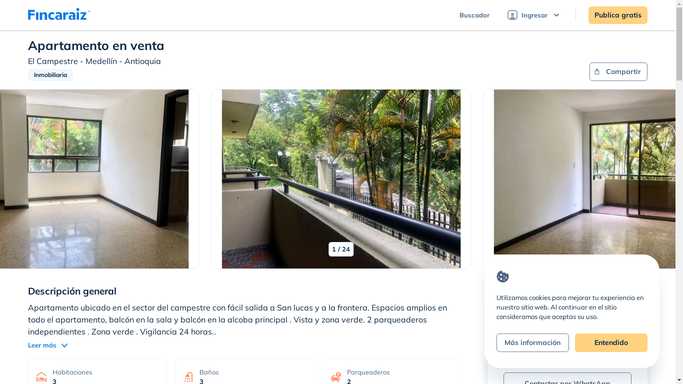 Fincaraiz
Buscador
Ingresar
Publica gratis
Apartamento en venta
El Campestre - Medellín - Antioquia
Inmobiliaria
Compartir
1 / 24
Descripción general
Apartamento ubicado en el sector del campestre con fácil salida a San lucas y a la frontera. Espacios amplios en
todo el apartamento, balcón en la sala y balcón en la alcoba principal . Vista y zona verde. 2 parqueaderos
independientes . Zona verde . Vigilancia 24 horas..
Leer más
Habitaciones
3
Baños
3
Parqueaderos
2
Utilizamos cookies para mejorar tu experiencia en
nuestro sitio web. Al continuar en el sitio
consideramos que aceptas su uso.
Más información
Entendido
Contactar por WhatsApp